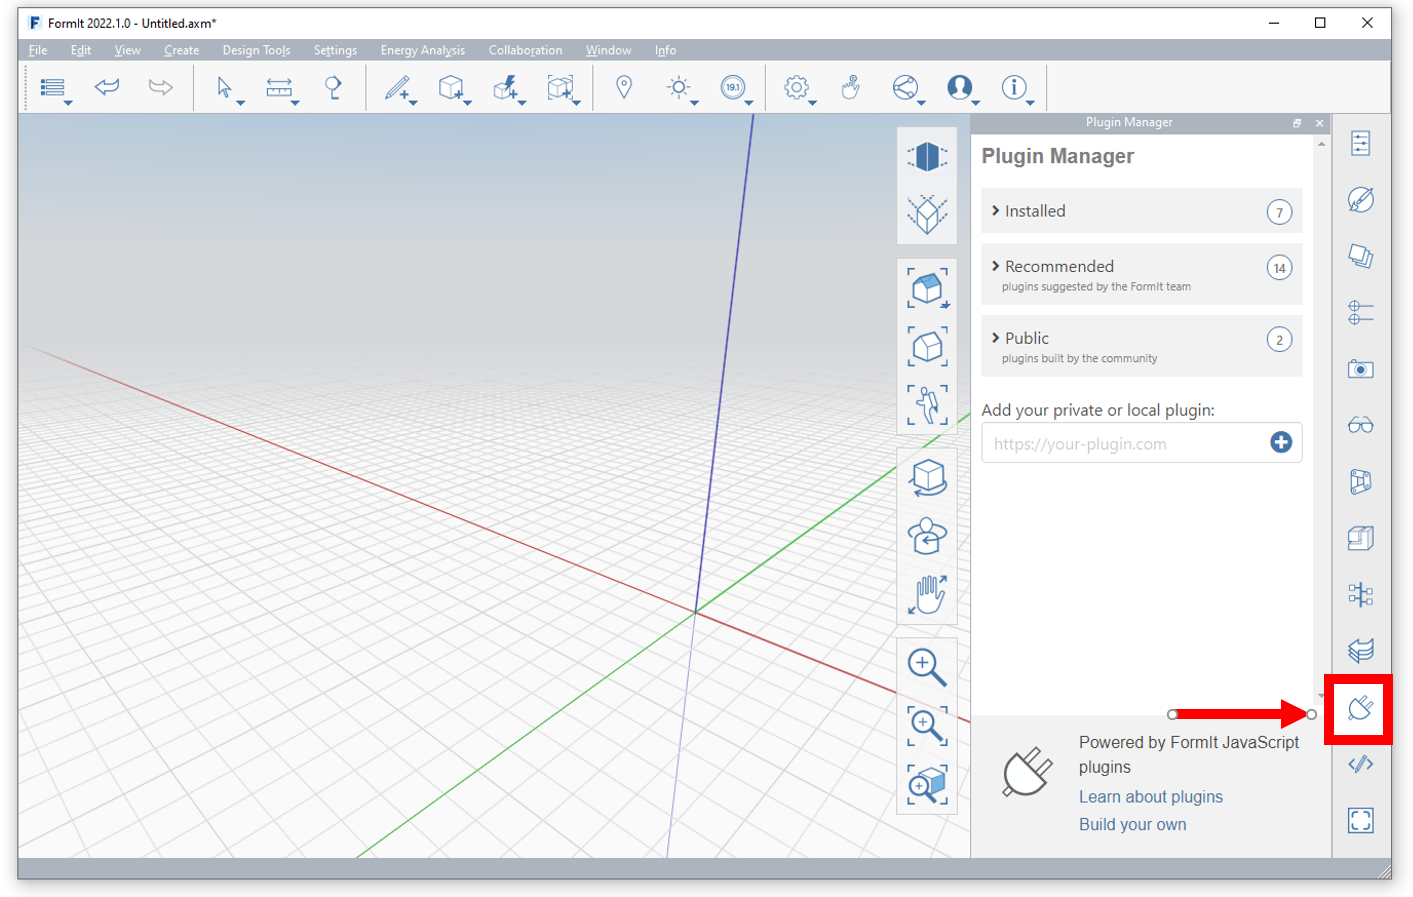 FormIt 2022.1.0 - Untitled.axm*
File Edit View Create Design Tools Settings Energy Analysis Collaboration Window Info
19.1
Plugin Manager
Plugin Manager
Installed 7
Recommended 14
plugins suggested by the FormIt team
Public 2
plugins built by the community
Add your private or local plugin:
https://your-plugin.com
Powered by FormIt JavaScript
plugins
Learn about plugins
Build your own